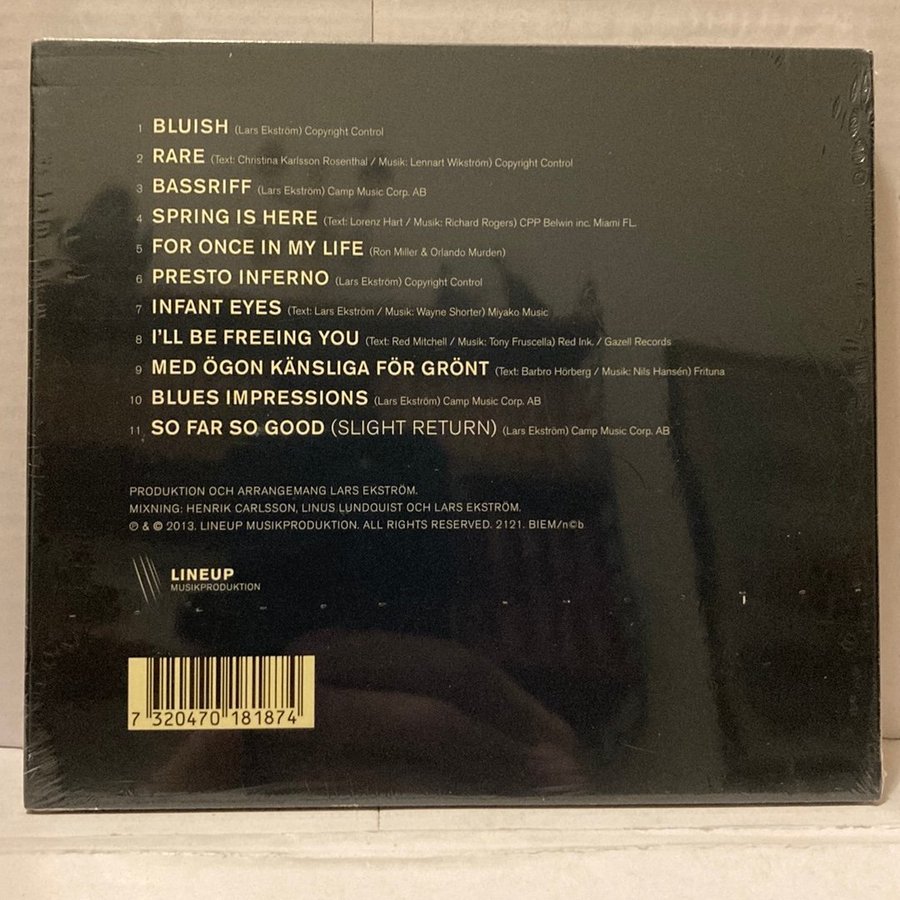 1 BLUISH (Lars Ekström) Copyright Control
2 RARE (Text: Christina Karlsson Rosenthal / Musik: Lennart Wikström) Copyright Control
3 BASSRIFF (Lars Ekström) Camp Music Corp. AB
4 SPRING IS HERE (Text: Lorenz Hart / Musik: Richard Rogers) CPP Belwin inc. Miami FL.
5 FOR ONCE IN MY LIFE (Ron Miller & Orlando Murden)
6 PRESTO INFERNO (Lars Ekström) Copyright Control
7 INFANT EYES (Text: Lars Ekström / Musik: Wayne Shorter) Miyako Music
8 I'LL BE FREEING YOU (Text: Red Mitchell / Musik: Tony Fruscella) Red Ink. / Gazell Records
9 MED ÖGON KÄNSLIGA FÖR GRÖNT (Text: Barbro Hörberg / Musik: Nils Hansén) Frituna
10 BLUES IMPRESSIONS (Lars Ekström) Camp Music Corp. AB
11 SO FAR SO GOOD (SLIGHT RETURN) (Lars Ekström) Camp Music Corp. AB
PRODUKTION OCH ARRANGEMANG LARS EKSTRÖM.
MIXNING: HENRIK CARLSSON, LINUS LUNDQUIST OCH LARS EKSTRÖM.
℗ & © 2013. LINEUP MUSIKPRODUKTION. ALL RIGHTS RESERVED. 2121. BIEM/n©b
LINEUP
MUSIKPRODUKTION
7 320470 181874